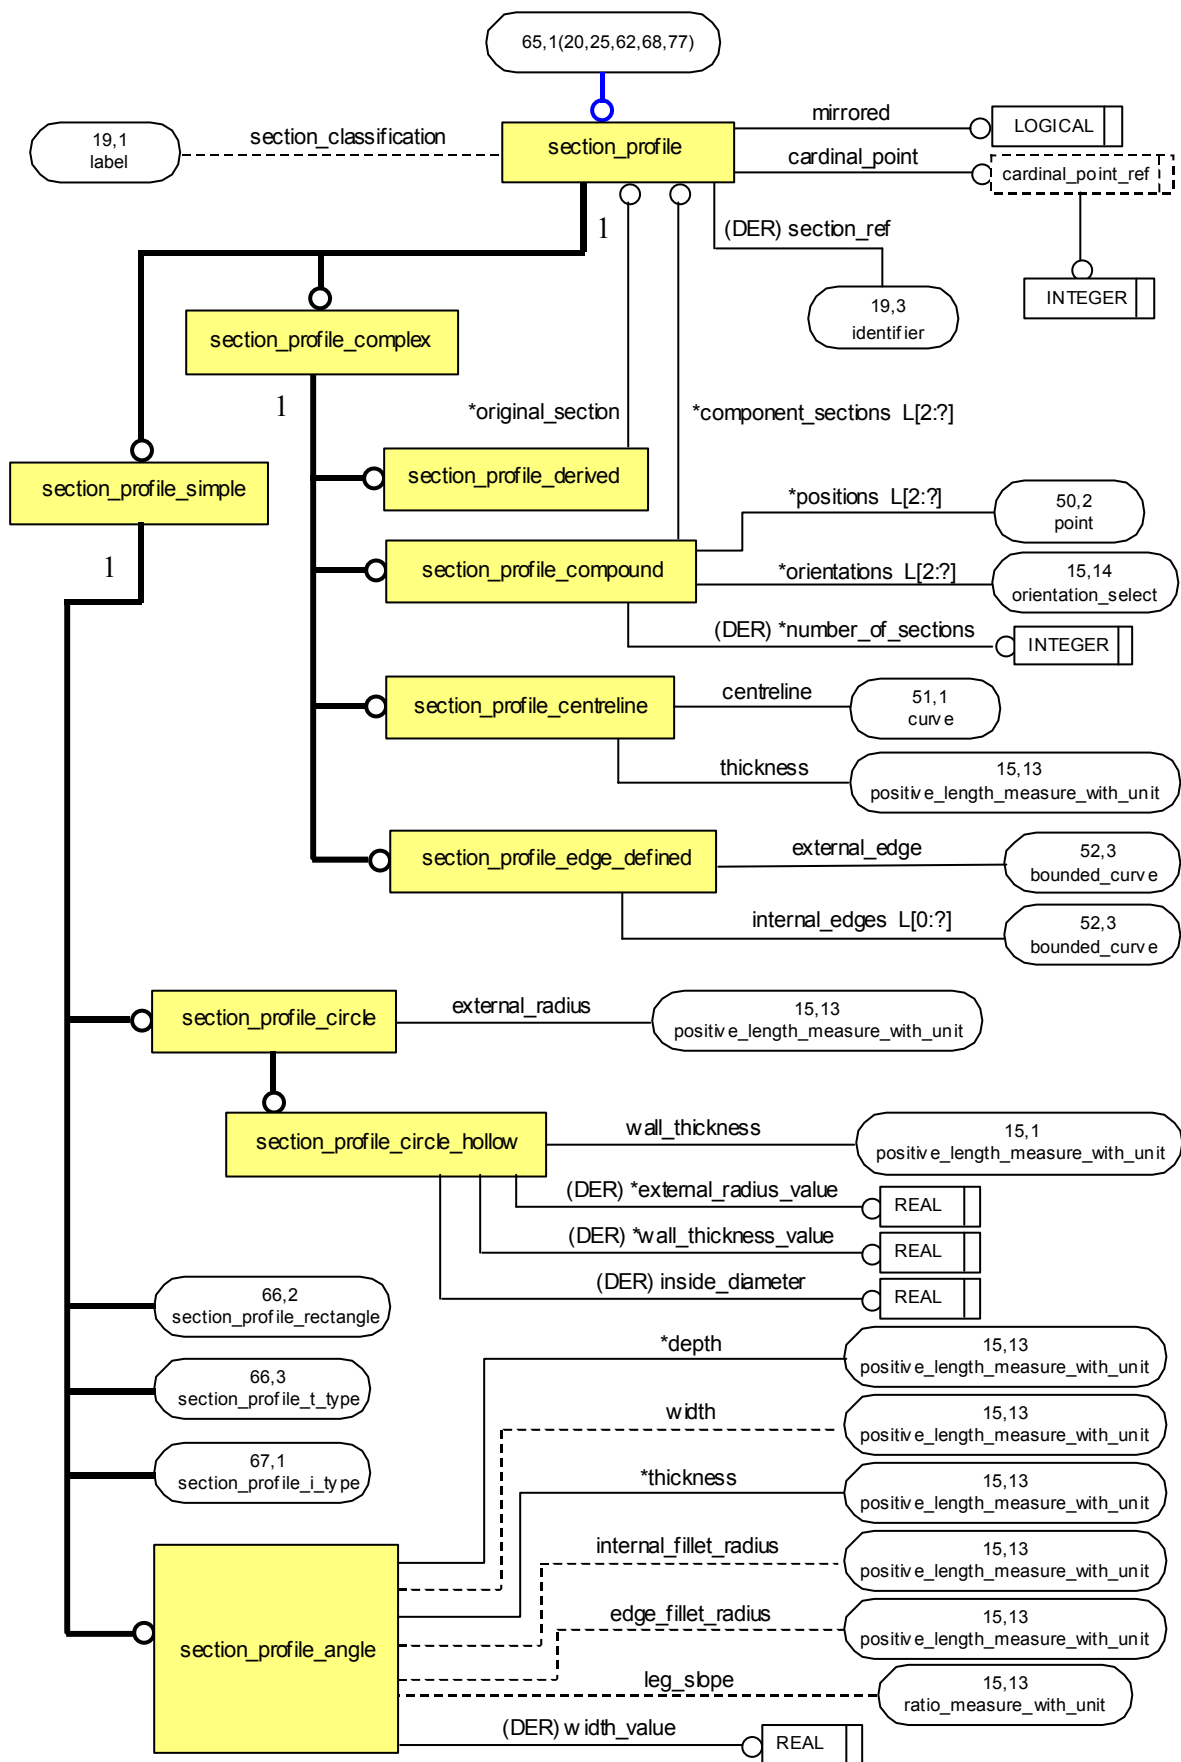 65,1(20,25,62,68,77)
mirrored
LOGICAL
19,1
label
section_classification
section_profile
cardinal_point
cardinal_point_ref
1
(DER) section_ref
19,3
identifier
INTEGER
section_profile_complex
1
*original_section
*component_sections L[2:?]
section_profile_simple
section_profile_derived
1
*positions L[2:?]
50,2
point
section_profile_compound
*orientations L[2:?]
15,14
orientation_select
(DER) *number_of_sections
INTEGER
section_profile_centreline
centreline
51,1
curve
thickness
15,13
positive_length_measure_with_unit
section_profile_edge_defined
external_edge
52,3
bounded_curve
internal_edges L[0:?]
52,3
bounded_curve
section_profile_circle
external_radius
15,13
positive_length_measure_with_unit
section_profile_circle_hollow
wall_thickness
15,1
positive_length_measure_with_unit
(DER) *external_radius_value
REAL
(DER) *wall_thickness_value
REAL
(DER) inside_diameter
REAL
66,2
section_profile_rectangle
66,3
section_profile_t_type
67,1
section_profile_i_type
*depth
15,13
positive_length_measure_with_unit
width
15,13
positive_length_measure_with_unit
*thickness
15,13
positive_length_measure_with_unit
internal_fillet_radius
15,13
positive_length_measure_with_unit
section_profile_angle
edge_fillet_radius
15,13
positive_length_measure_with_unit
leg_slope
15,13
ratio_measure_with_unit
(DER) width_value
REAL